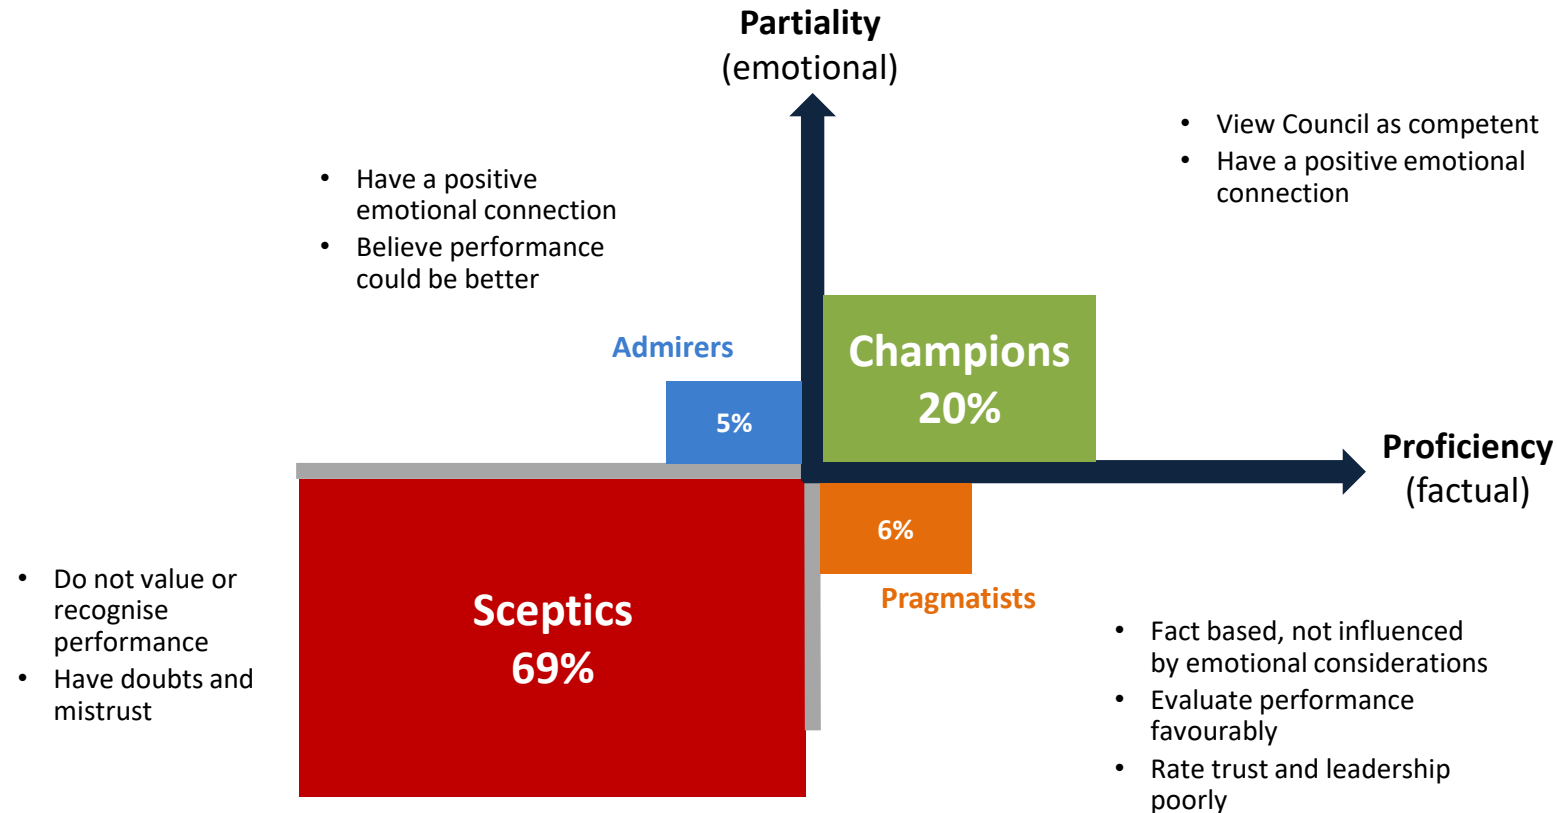 Partiality
(emotional)
• View Council as competent
• Have a positive emotional
connection
• Have a positive
emotional connection
• Believe performance
could be better
Admirers
Champions
20%
5%
Proficiency
(factual)
6%
Pragmatists
Sceptics
69%
• Do not value or
recognise
performance
• Have doubts and
mistrust
• Fact based, not influenced
by emotional considerations
• Evaluate performance
favourably
• Rate trust and leadership
poorly